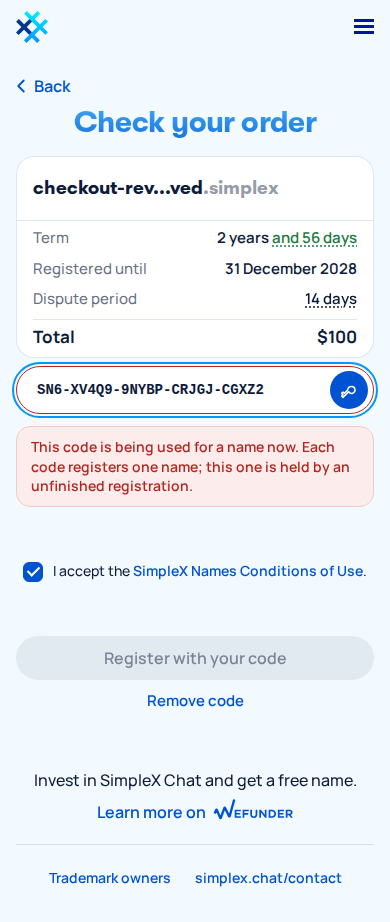 Back
Check your order
checkout-rev...ved.simplex
Term 2 years and 56 days
Registered until 31 December 2028
Dispute period 14 days
Total $100
SN6-XV4Q9-9NYBP-CRJGJ-CGXZ2
This code is being used for a name now. Each
code registers one name; this one is held by an
unfinished registration.
I accept the SimpleX Names Conditions of Use.
Register with your code
Remove code
Invest in SimpleX Chat and get a free name.
Learn more on WEFUNDER
Trademark owners simplex.chat/contact